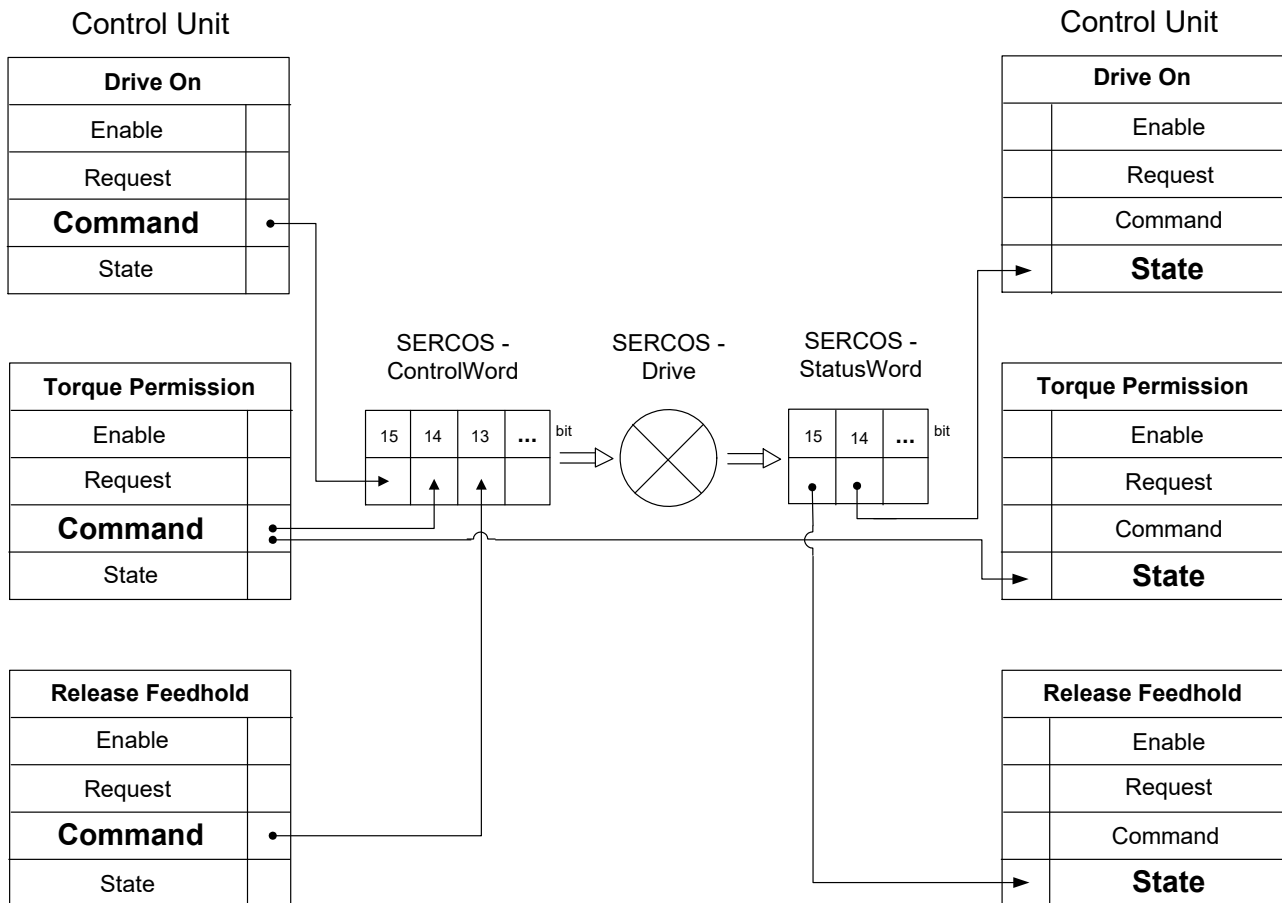 Control Unit
Drive On
Enable
Request
Command
State
Torque Permission
Enable
Request
Command
State
Release Feedhold
Enable
Request
Command
State
SERCOS -
ControlWord
15 14 13 ... bit
SERCOS -
Drive
SERCOS -
StatusWord
15 14 ... bit
Control Unit
Drive On
Enable
Request
Command
State
Torque Permission
Enable
Request
Command
State
Release Feedhold
Enable
Request
Command
State